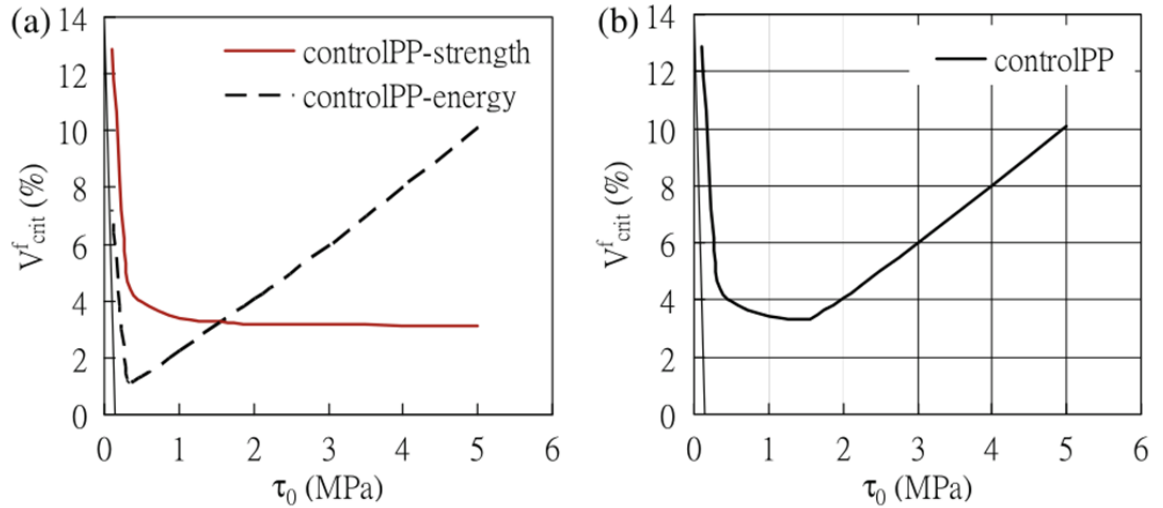 (a)
14
12
10
8
6
4
2
0
V^f_crit (%)
controlPP-strength
controlPP-energy
0 1 2 3 4 5 6
τ₀ (MPa)
(b)
14
12
10
8
6
4
2
0
V^f_crit (%)
controlPP
0 1 2 3 4 5 6
τ₀ (MPa)